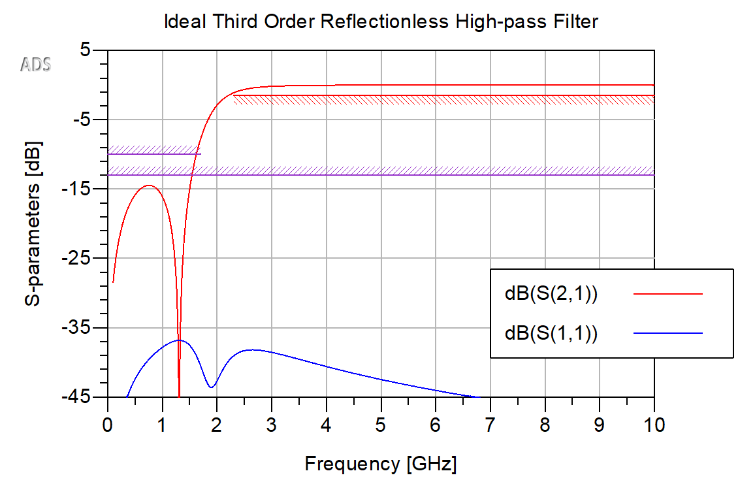 Ideal Third Order Reflectionless High-pass Filter
ADS
S-parameters [dB]
5
-5
-15
-25
-35
-45
dB(S(2,1))
dB(S(1,1))
0 1 2 3 4 5 6 7 8 9 10
Frequency [GHz]